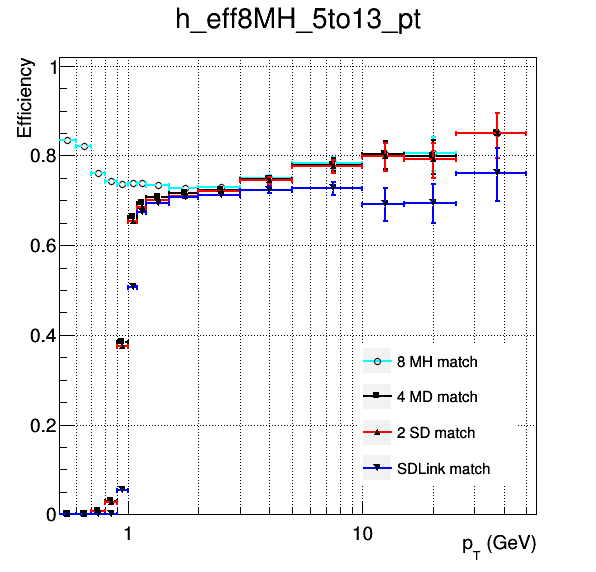 h_eff8MH_5to13_pt
Efficiency
1
0.8
0.6
0.4
0.2
0
8 MH match
4 MD match
2 SD match
SDLink match
1
10
p_T (GeV)